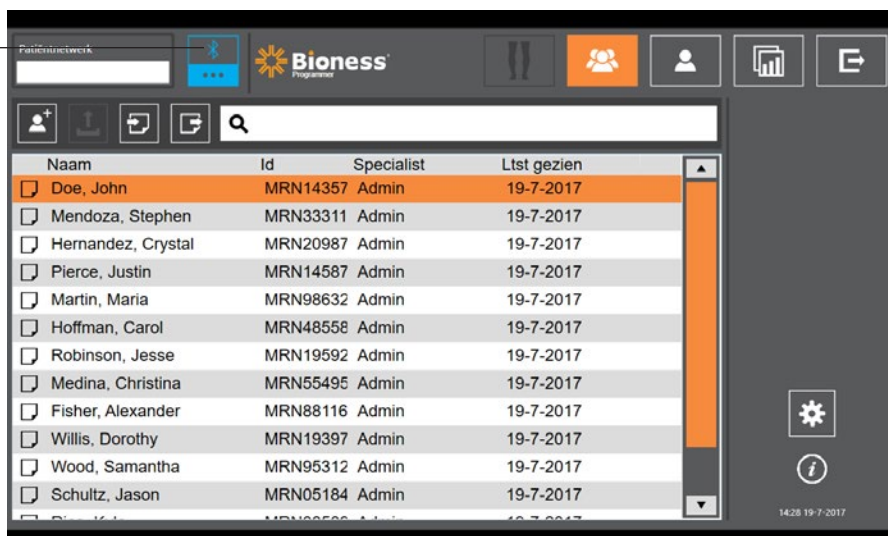 Patiëntnetwerk
Bioness
Programmer
Naam Id Specialist Ltst gezien
Doe, John MRN14357 Admin 19-7-2017
Mendoza, Stephen MRN33311 Admin 19-7-2017
Hernandez, Crystal MRN20987 Admin 19-7-2017
Pierce, Justin MRN14587 Admin 19-7-2017
Martin, Maria MRN98632 Admin 19-7-2017
Hoffman, Carol MRN48558 Admin 19-7-2017
Robinson, Jesse MRN19592 Admin 19-7-2017
Medina, Christina MRN55495 Admin 19-7-2017
Fisher, Alexander MRN88116 Admin 19-7-2017
Willis, Dorothy MRN19397 Admin 19-7-2017
Wood, Samantha MRN95312 Admin 19-7-2017
Schultz, Jason MRN05184 Admin 19-7-2017
14:28 19-7-2017